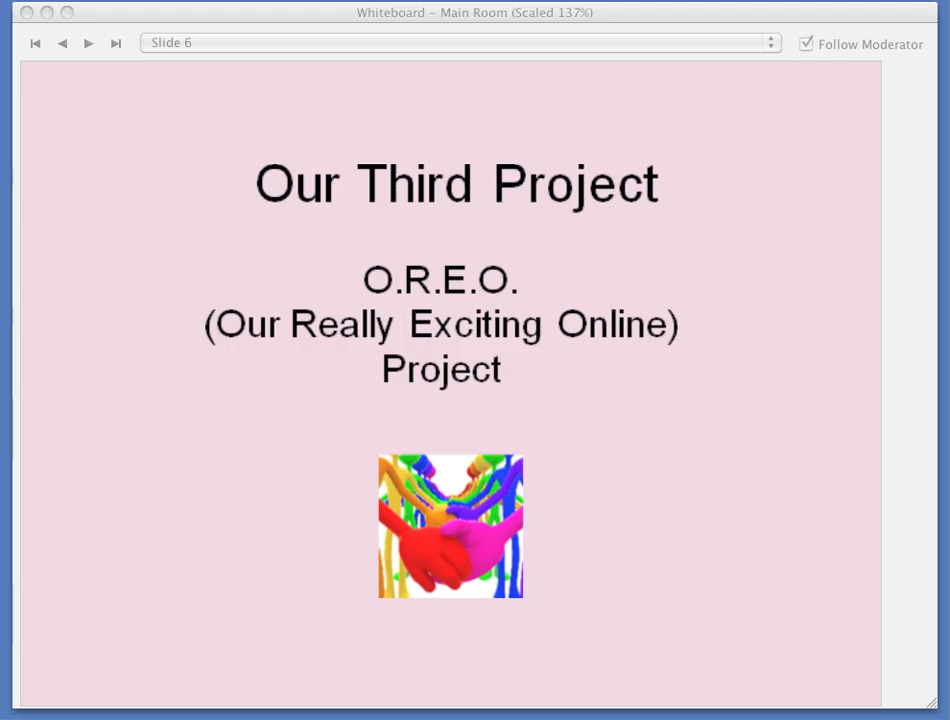 Whiteboard – Main Room (Scaled 137%)
Slide 6
Follow Moderator
Our Third Project
O.R.E.O.
(Our Really Exciting Online)
Project